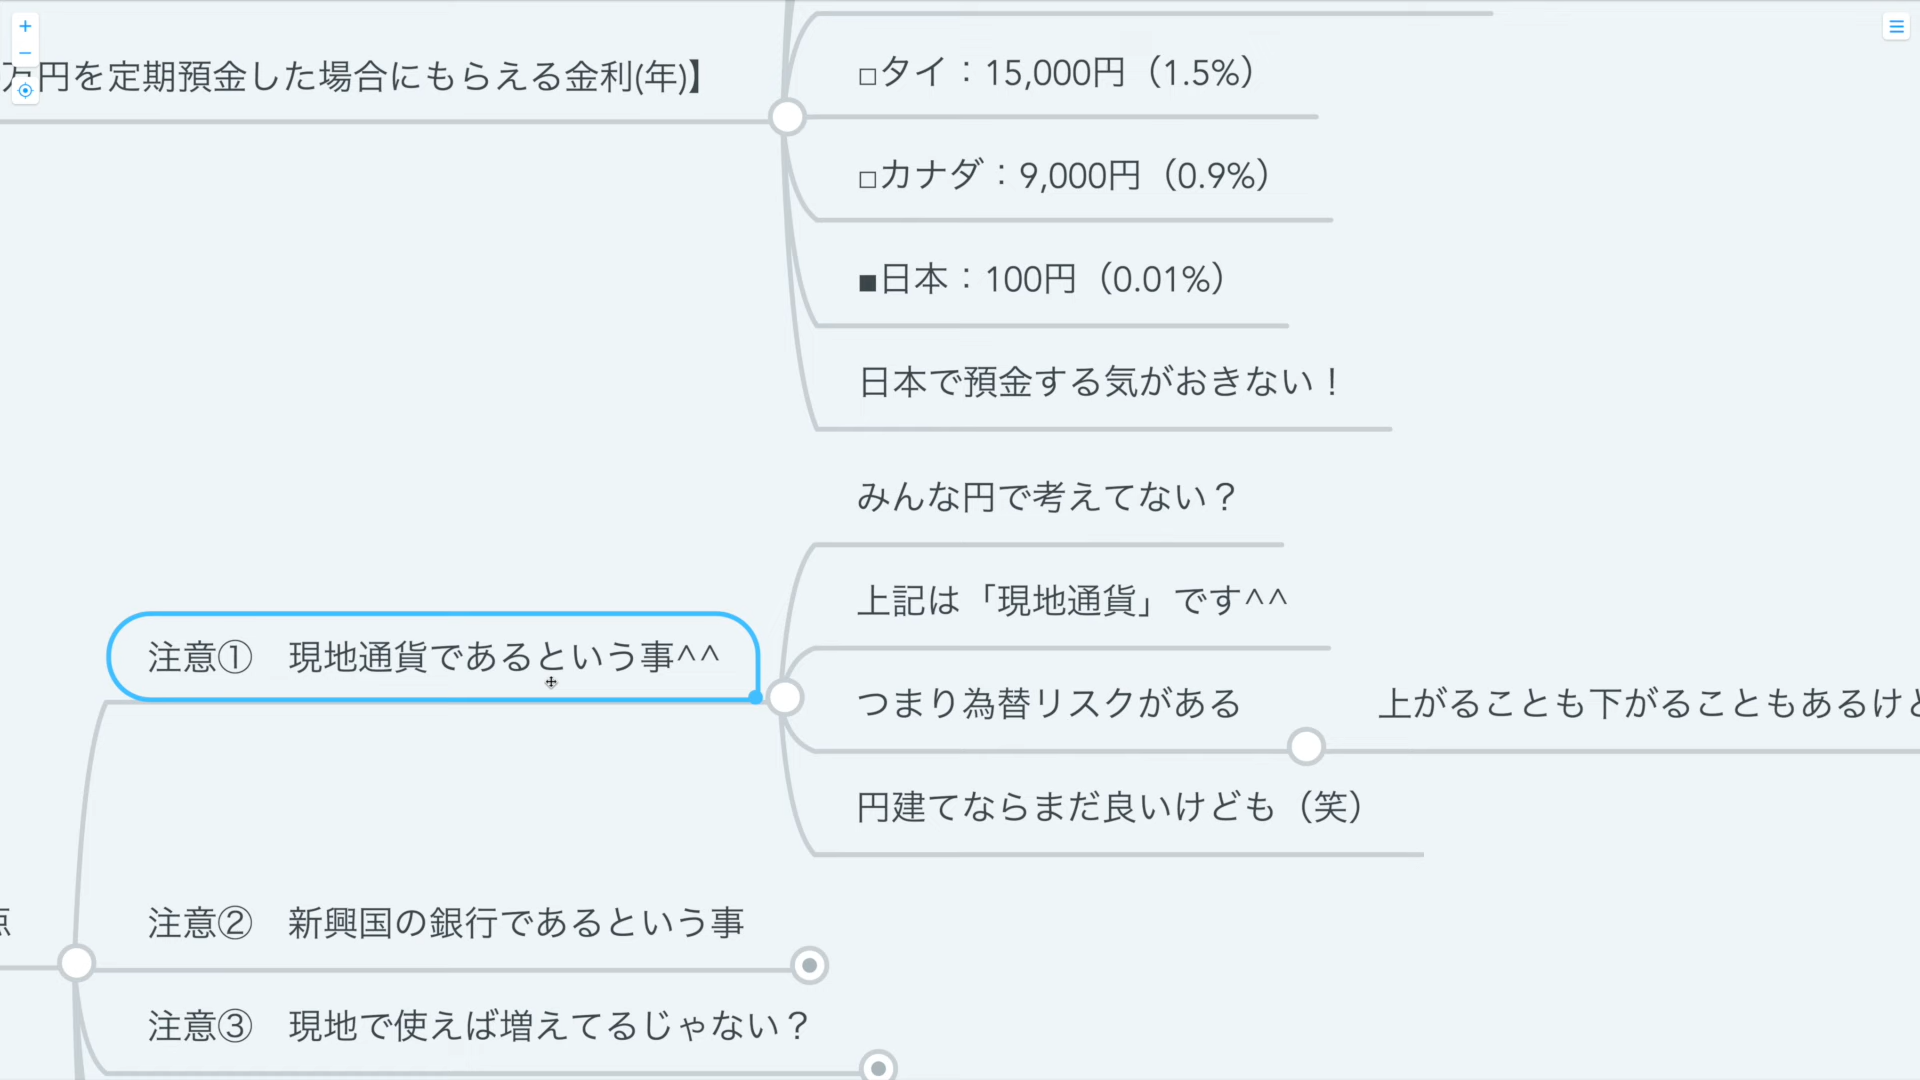 万円を定期預金した場合にもらえる金利(年)】
□タイ：15,000円（1.5%）
□カナダ：9,000円（0.9%）
■日本：100円（0.01%）
日本で預金する気がおきない！
注意①　現地通貨であるという事^^
みんな円で考えてない？
上記は「現地通貨」です^^
つまり為替リスクがある
上がることも下がることもあるけど
円建てならまだ良いけども（笑）
注意②　新興国の銀行であるという事
注意③　現地で使えば増えてるじゃない？